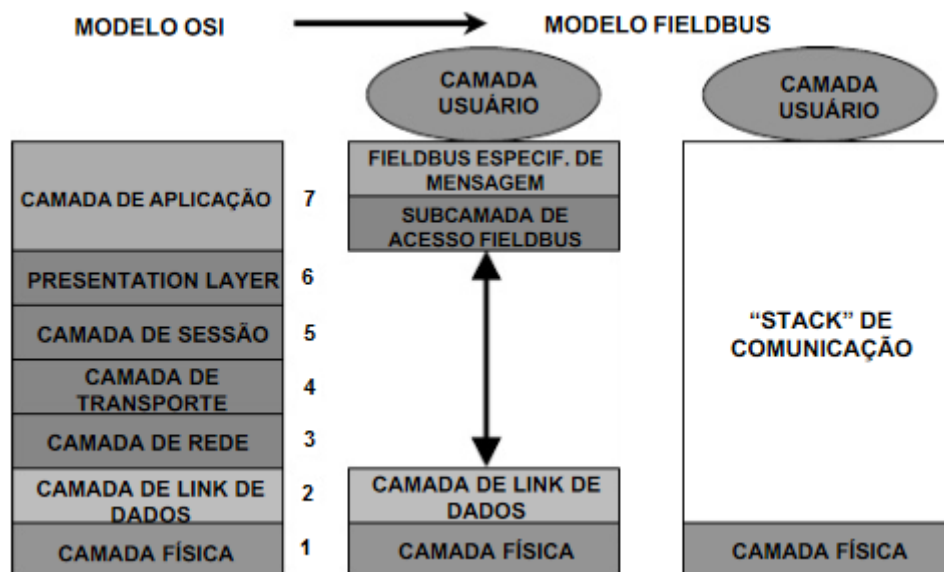 MODELO OSI
MODELO FIELDBUS
CAMADA
USUÁRIO
CAMADA
USUÁRIO
CAMADA DE APLICAÇÃO
7
FIELDBUS ESPECIF. DE
MENSAGEM
SUBCAMADA DE
ACESSO FIELDBUS
PRESENTATION LAYER
6
CAMADA DE SESSÃO
5
“STACK” DE
COMUNICAÇÃO
CAMADA DE
TRANSPORTE
4
CAMADA DE REDE
3
CAMADA DE LINK DE
DADOS
2
CAMADA DE LINK DE
DADOS
CAMADA FÍSICA
1
CAMADA FÍSICA
CAMADA FÍSICA